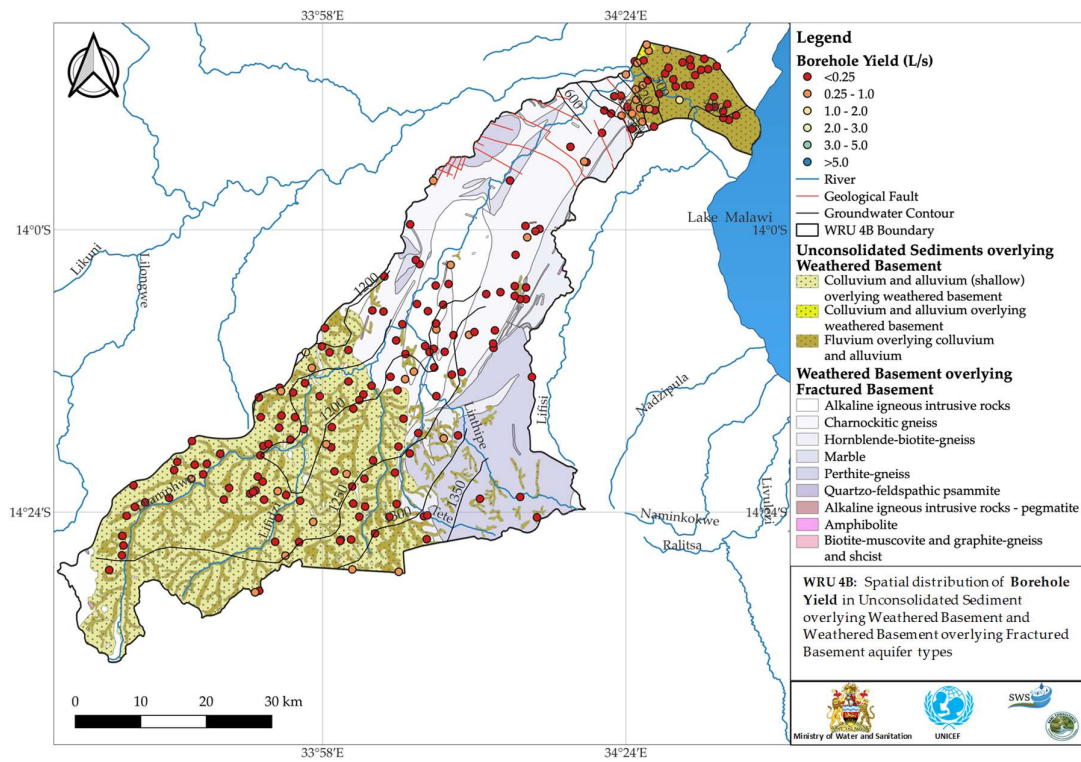 33°58'E
34°24'E
600
Lake Malawi
14°0'S
14°0'S
Likuni
Lilongwe
1200
1200
Linthipe
Lifisi
Nadzipula
1250
1350
Tete
14°24'S
14°24'S
Naminkokwe
Ralitsa
0
10
20
30 km
33°58'E
34°24'E
Legend
Borehole Yield (L/s)
<0.25
0.25 - 1.0
1.0 - 2.0
2.0 - 3.0
3.0 - 5.0
>5.0
River
Geological Fault
Groundwater Contour
WRU 4B Boundary
Unconsolidated Sediments overlying
Weathered Basement
Colluvium and alluvium (shallow)
overlying weathered basement
Colluvium and alluvium overlying
weathered basement
Fluvium overlying colluvium
and alluvium
Weathered Basement overlying
Fractured Basement
Alkaline igneous intrusive rocks
Charnockitic gneiss
Hornblende-biotite-gneiss
Marble
Perthite-gneiss
Quartzo-feldspathic psammite
Alkaline igneous intrusive rocks - pegmatite
Amphibolite
Biotite-muscovite and graphite-gneiss
and shcist
WRU 4B: Spatial distribution of Borehole
Yield in Unconsolidated Sediment
overlying Weathered Basement and
Weathered Basement overlying Fractured
Basement aquifer types
Ministry of Water and Sanitation
UNICEF
SWS